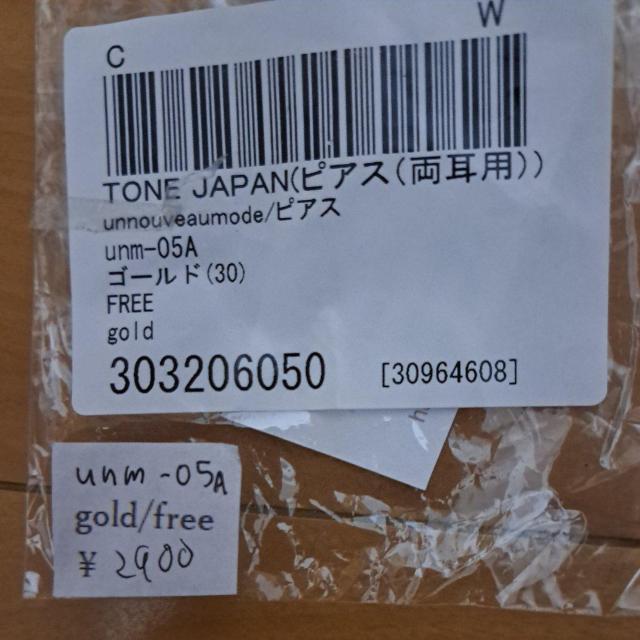 C W
TONE JAPAN(ピアス(両耳用))
unnouveaumode/ピアス
unm-05A
ゴールド(30)
FREE
gold
303206050 [30964608]
unm-05A
gold/free
¥ 2900